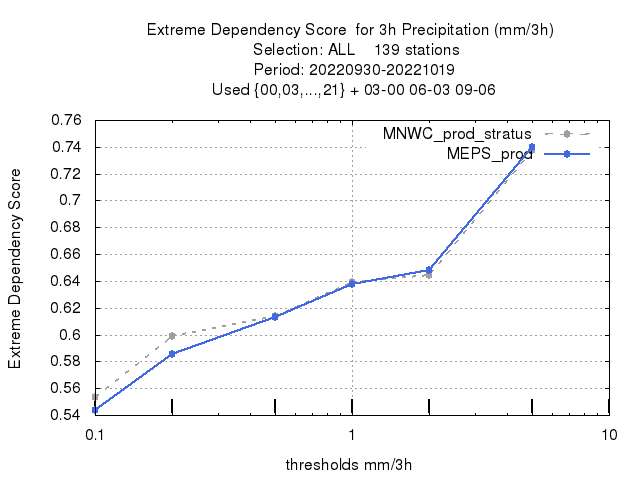 Extreme Dependency Score  for 3h Precipitation (mm/3h)
Selection: ALL    139 stations
Period: 20220930-20221019
Used {00,03,...,21} + 03-00 06-03 09-06
MNWC_prod_stratus
MEPS_prod
Extreme Dependency Score
0.76
0.74
0.72
0.7
0.68
0.66
0.64
0.62
0.6
0.58
0.56
0.54
0.1 1 10
thresholds mm/3h